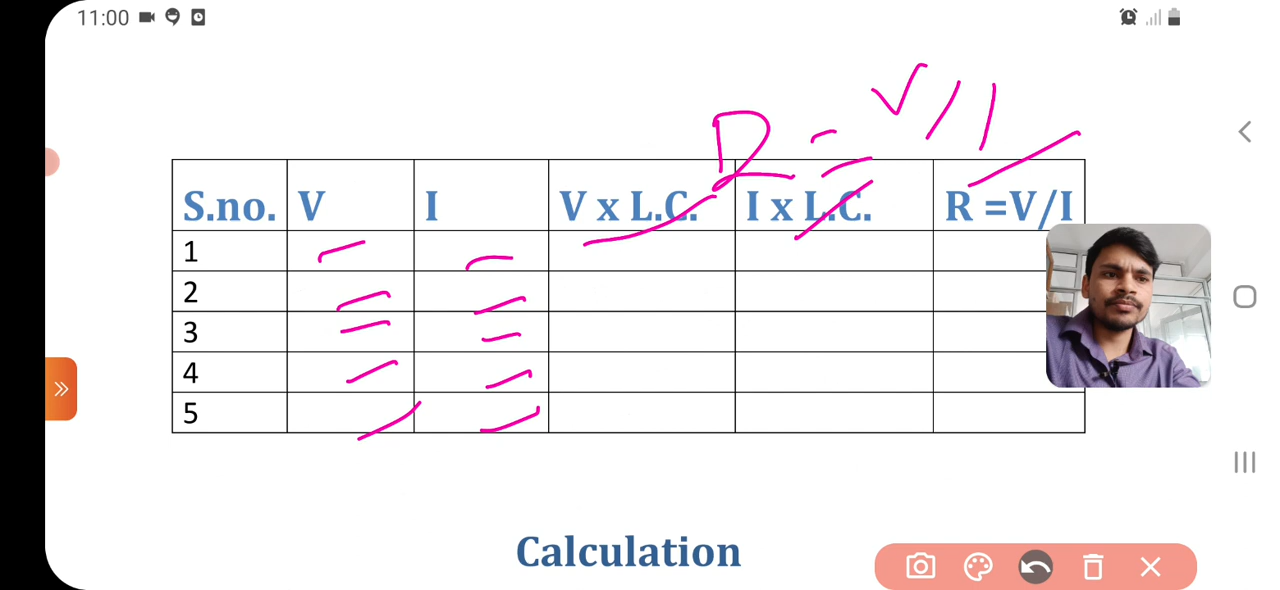 11:00
R = V/I
S.no. V I V x L.C. I x L.C. R =V/I
1
2
3
4
5
Calculation